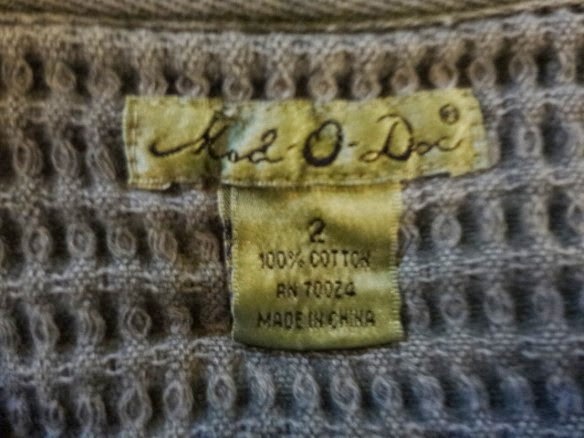 Mod-O-Doc®
2
100% COTTON
RN 70024
MADE IN CHINA